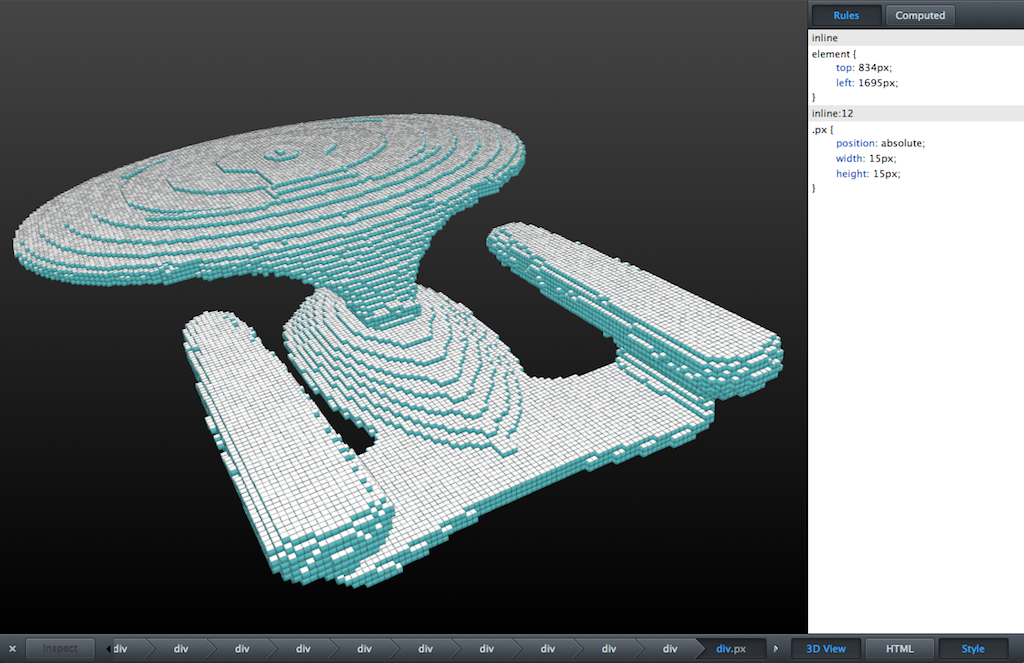 Rules Computed
inline
element {
top: 834px;
left: 1695px;
}
inline:12
.px {
position: absolute;
width: 15px;
height: 15px;
}
× Inspect div div div div div div div div div div div.px 3D View HTML Style